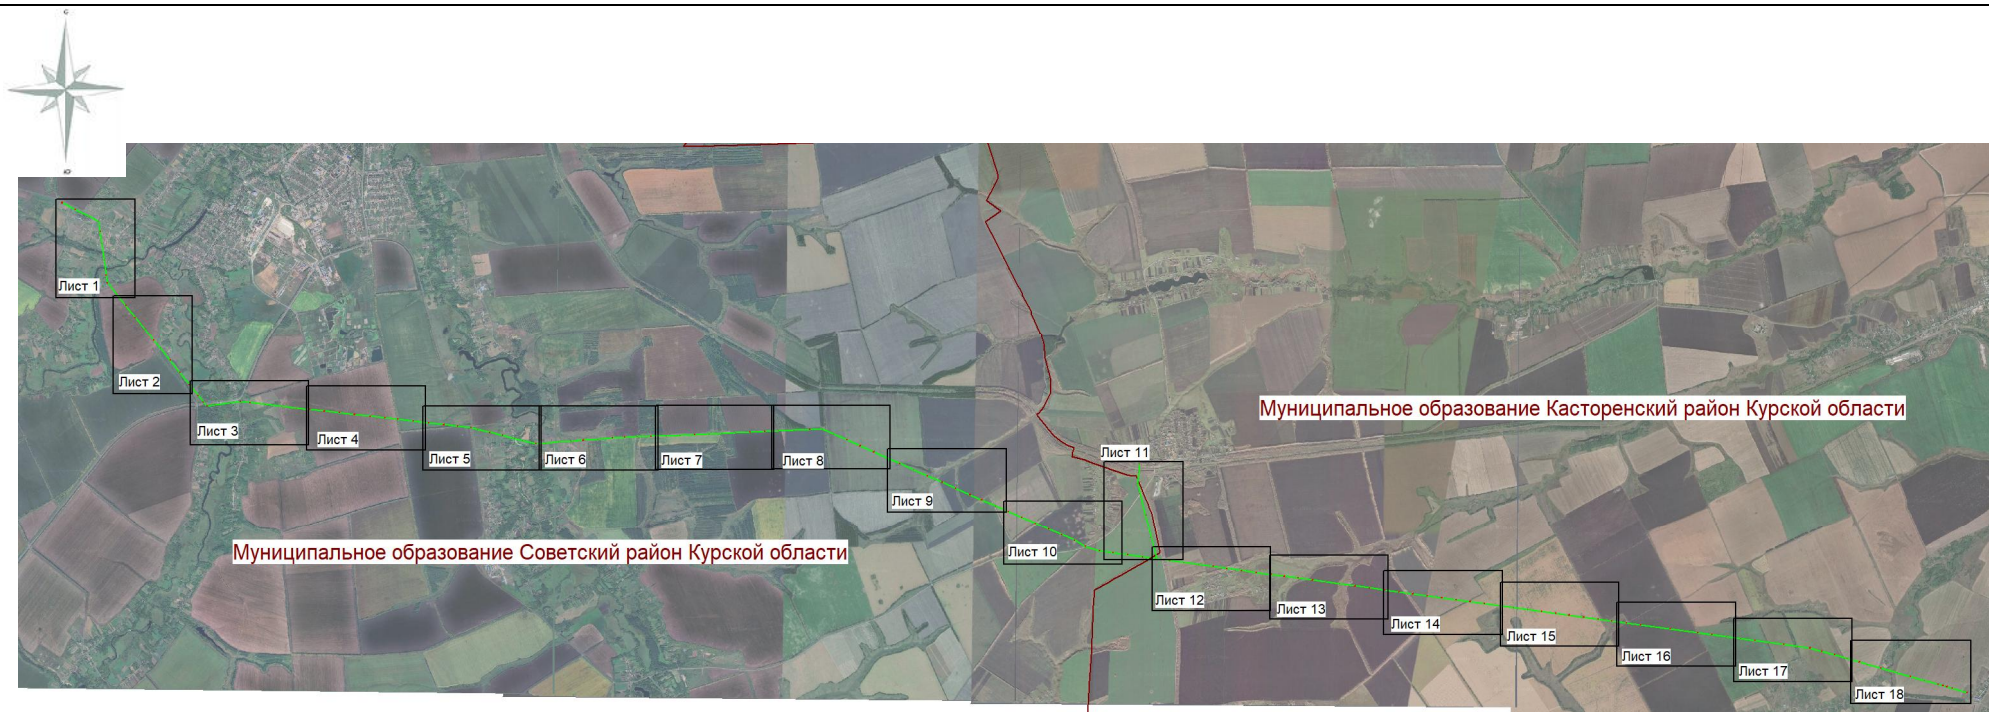 Лист 1
Лист 2
Лист 3
Лист 4
Лист 5
Лист 6
Лист 7
Лист 8
Муниципальное образование Касторенский район Курской области
Лист 11
Лист 9
Муниципальное образование Советский район Курской области
Лист 10
Лист 12
Лист 13
Лист 14
Лист 15
Лист 16
Лист 17
Лист 18